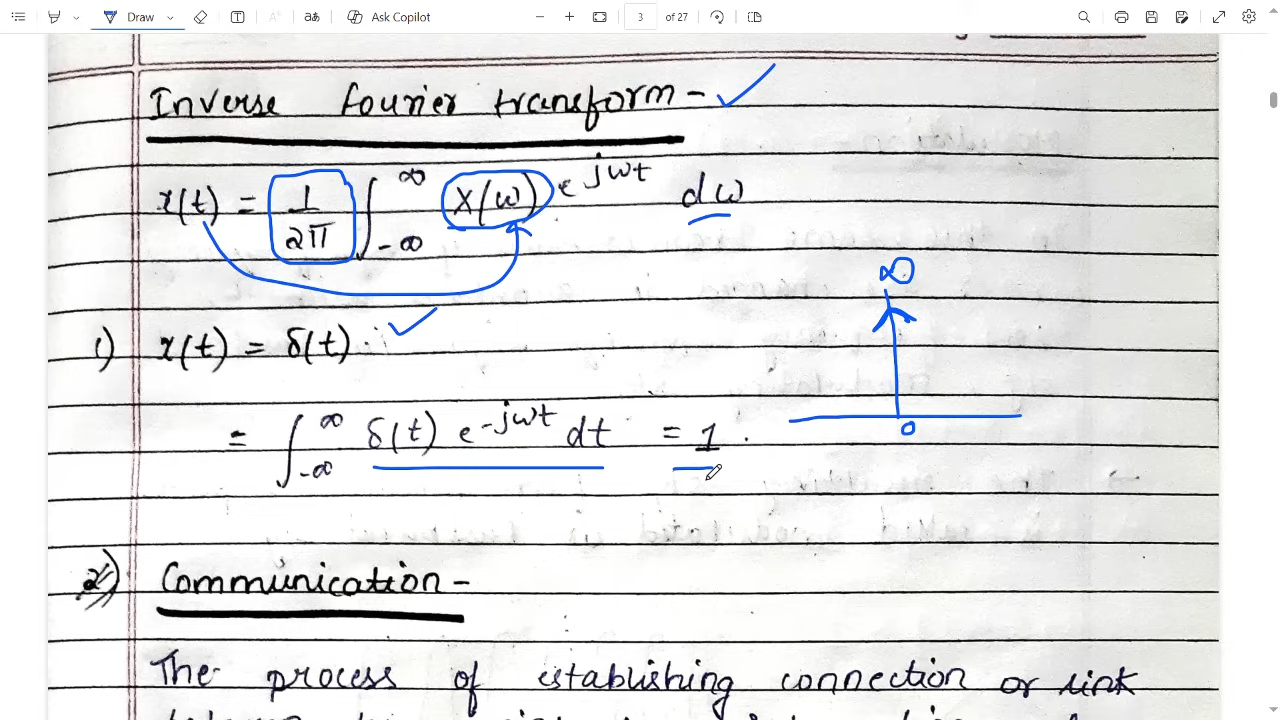 Draw
Ask Copilot
3 of 27
Inverse fourier transform -
x(t) = 1/2π ∫_{-∞}^{∞} X(ω) e^{jωt} dω
∞
1) x(t) = δ(t).
= ∫_{-∞}^{∞} δ(t) e^{-jωt} dt = 1.
0
2) Communication -
The process of establishing connection or link